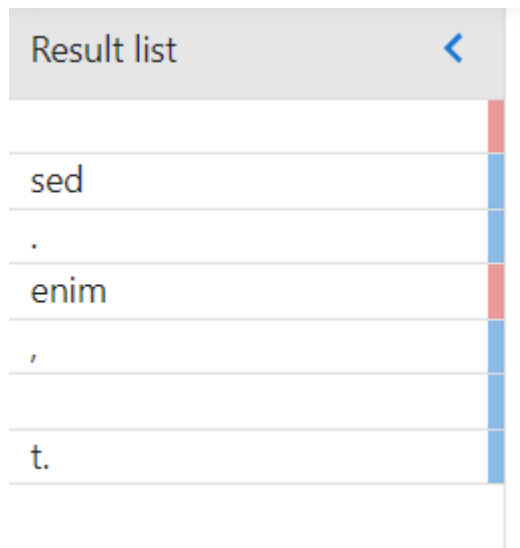 Result list
sed
.
enim
,
t.